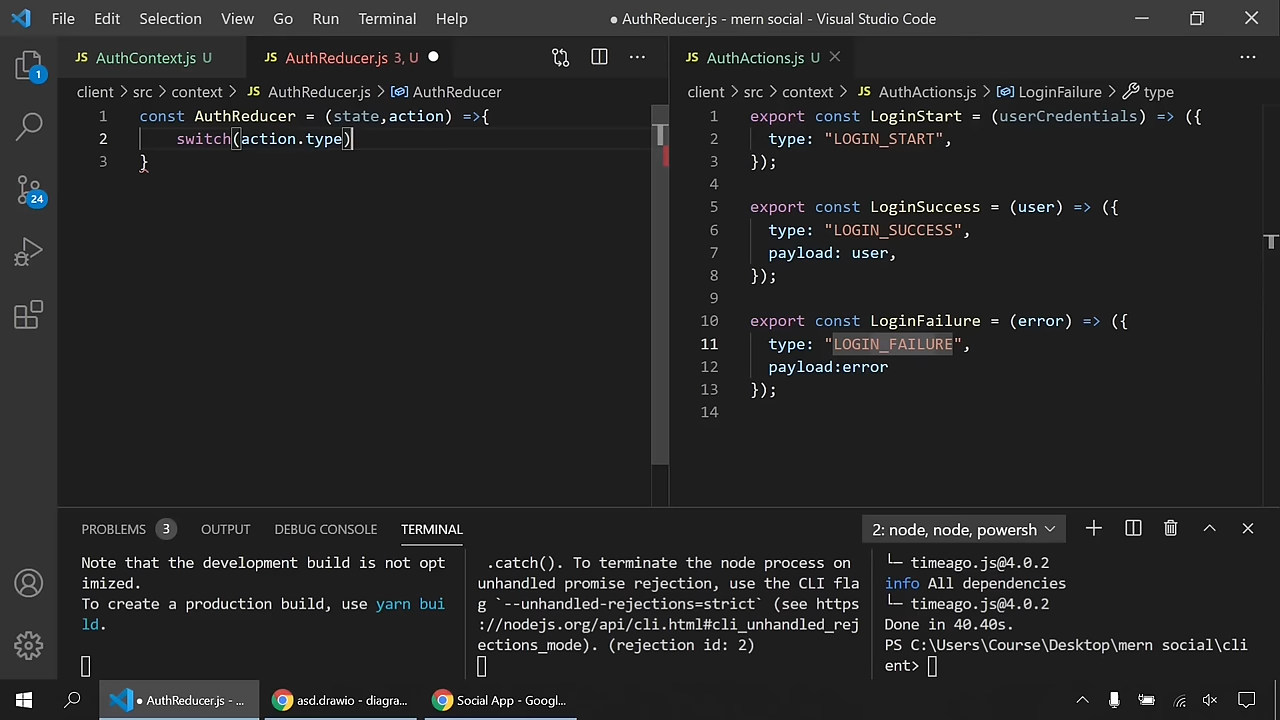 File Edit Selection View Go Run Terminal Help ● AuthReducer.js - mern social - Visual Studio Code
JS AuthContext.js U JS AuthReducer.js 3, U ● ··· JS AuthActions.js U ···
client > src > context > JS AuthReducer.js > AuthReducer
1 const AuthReducer = (state,action) =>{
2 switch(action.type)
3 }
client > src > context > JS AuthActions.js > LoginFailure > type
1 export const LoginStart = (userCredentials) => ({
2 type: "LOGIN_START",
3 });
4
5 export const LoginSuccess = (user) => ({
6 type: "LOGIN_SUCCESS",
7 payload: user,
8 });
9
10 export const LoginFailure = (error) => ({
11 type: "LOGIN_FAILURE",
12 payload:error
13 });
14
1
24
PROBLEMS 3 OUTPUT DEBUG CONSOLE TERMINAL 2: node, node, powersh
Note that the development build is not opt
imized.
To create a production build, use yarn bui
ld.
.catch(). To terminate the node process on
unhandled promise rejection, use the CLI fla
g `--unhandled-rejections=strict` (see https
://nodejs.org/api/cli.html#cli_unhandled_rej
ections_mode). (rejection id: 2)
└─ timeago.js@4.0.2
info All dependencies
└─ timeago.js@4.0.2
Done in 40.40s.
PS C:\Users\Course\Desktop\mern social\cli
ent>
● AuthReducer.js - ... asd.drawio - diagra... Social App - Googl...